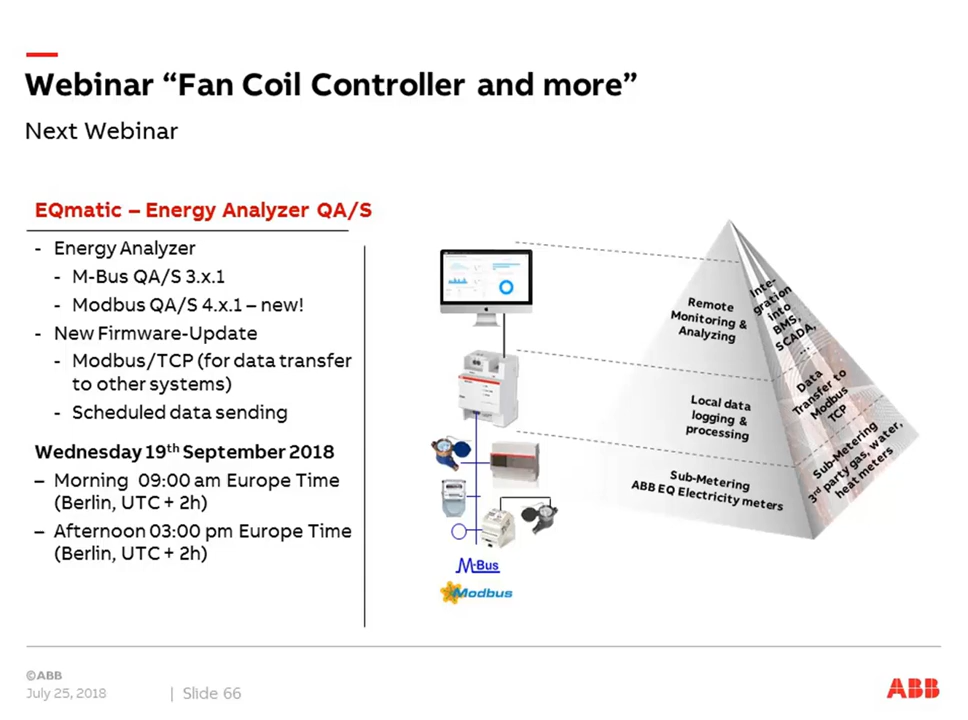 Webinar “Fan Coil Controller and more”
Next Webinar
EQmatic – Energy Analyzer QA/S
- Energy Analyzer
- M-Bus QA/S 3.x.1
- Modbus QA/S 4.x.1 – new!
- New Firmware-Update
- Modbus/TCP (for data transfer
to other systems)
- Scheduled data sending
Wednesday 19th September 2018
– Morning 09:00 am Europe Time
(Berlin, UTC + 2h)
– Afternoon 03:00 pm Europe Time
(Berlin, UTC + 2h)
M-Bus
Modbus
Remote
Monitoring &
Analyzing
Inte-
gration
into
BMS,
SCADA,
...
Local data
logging &
processing
Data
Transfer to
Modbus
TCP
Sub-Metering
ABB EQ Electricity meters
Sub-Metering
3rd party gas, water,
heat meters
©ABB
July 25, 2018
| Slide 66
ABB